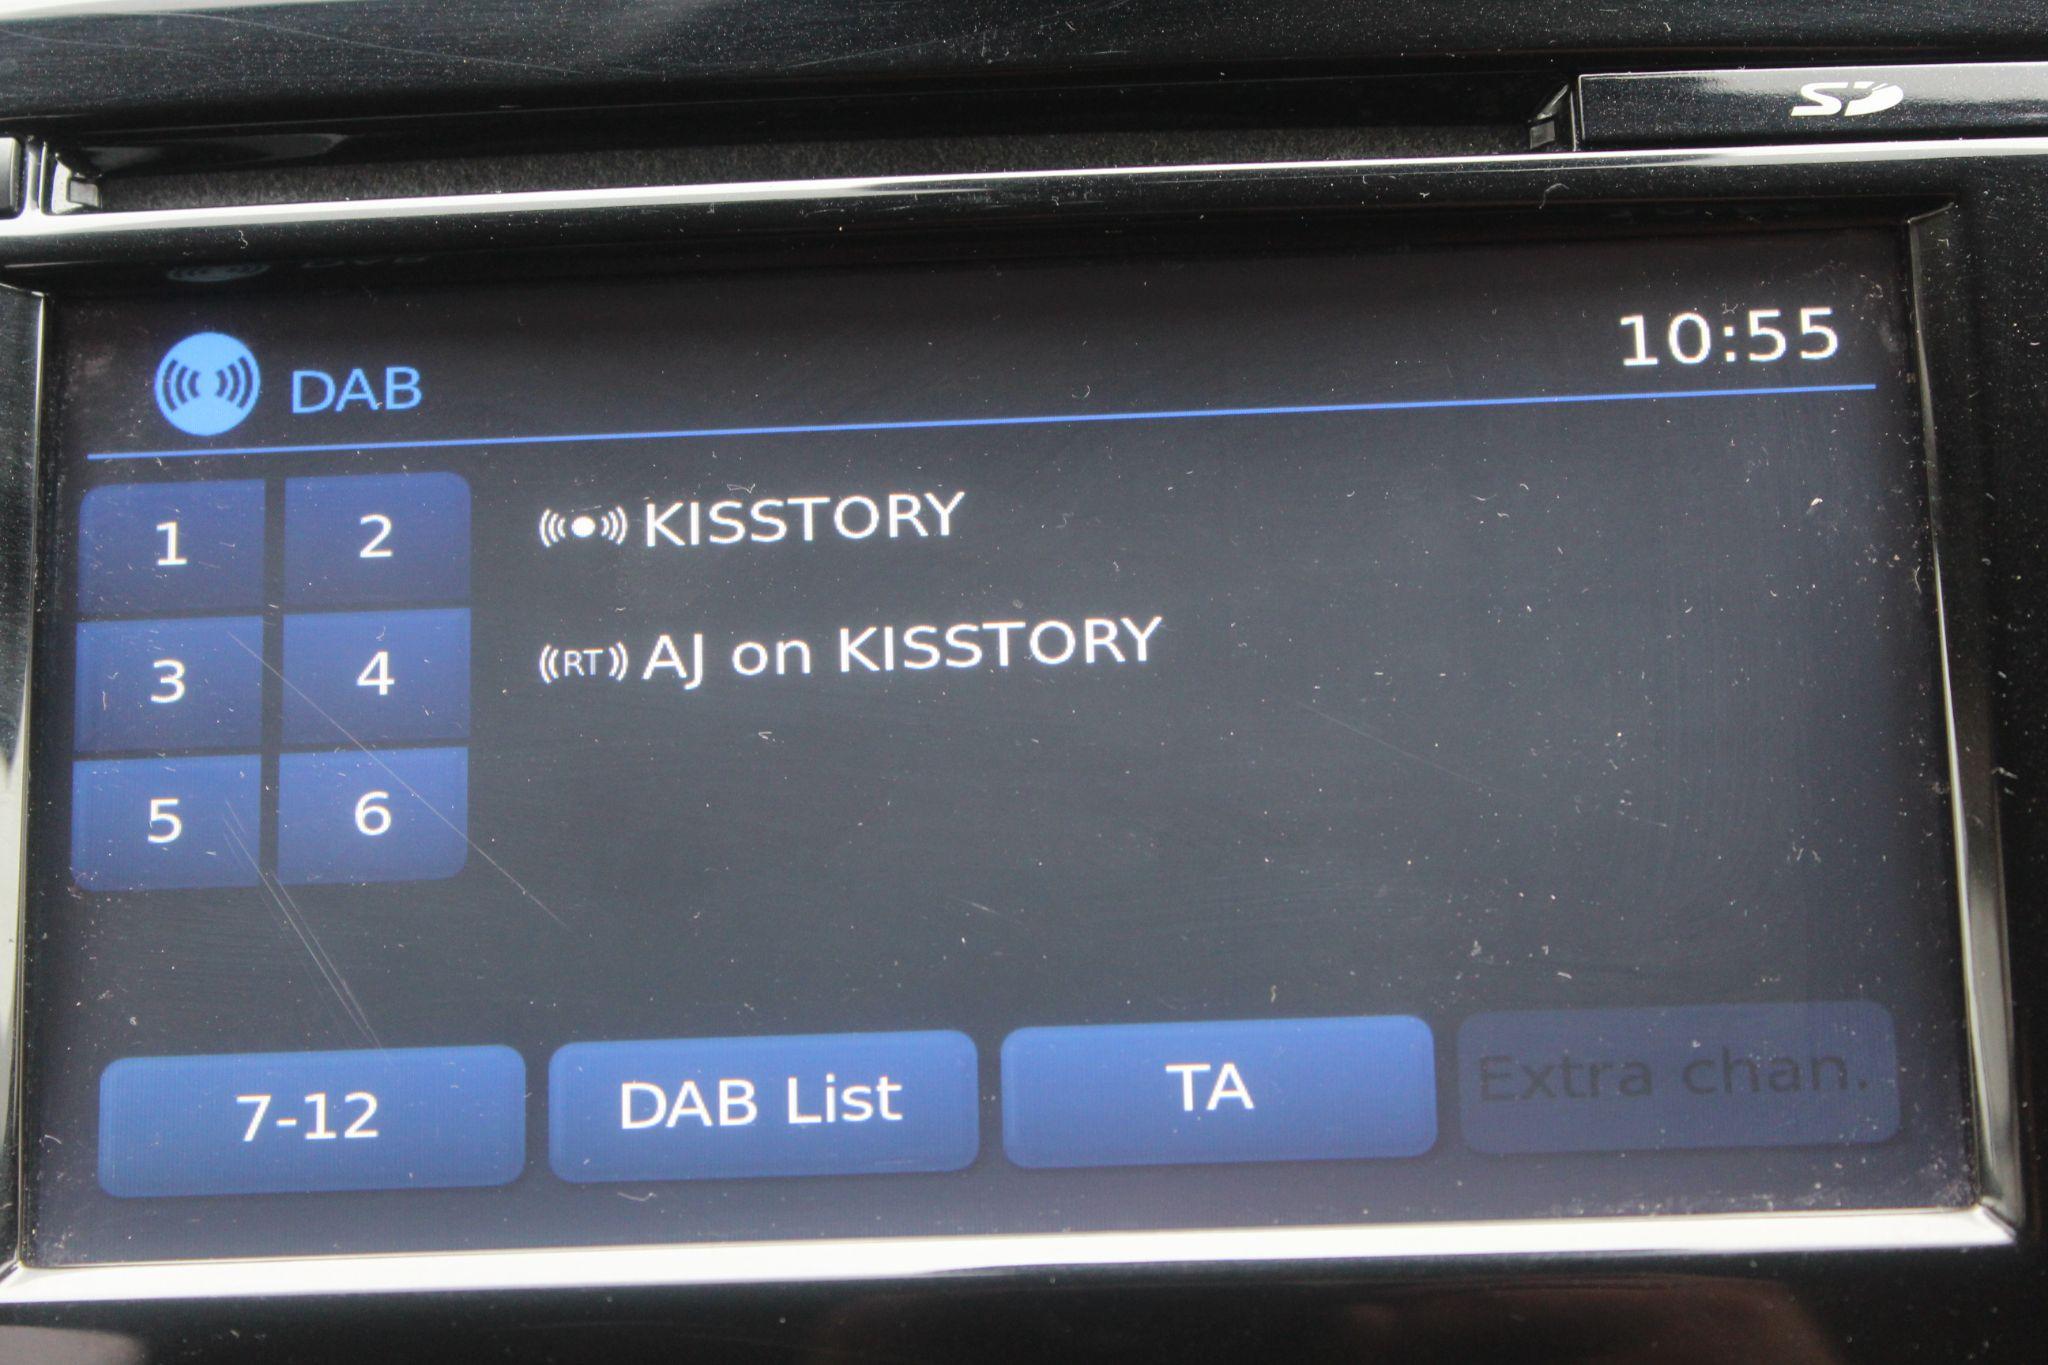 SD
DAB
10:55
1 2
KISSTORY
3 4
RT AJ on KISSTORY
5 6
7-12 DAB List TA Extra chan.